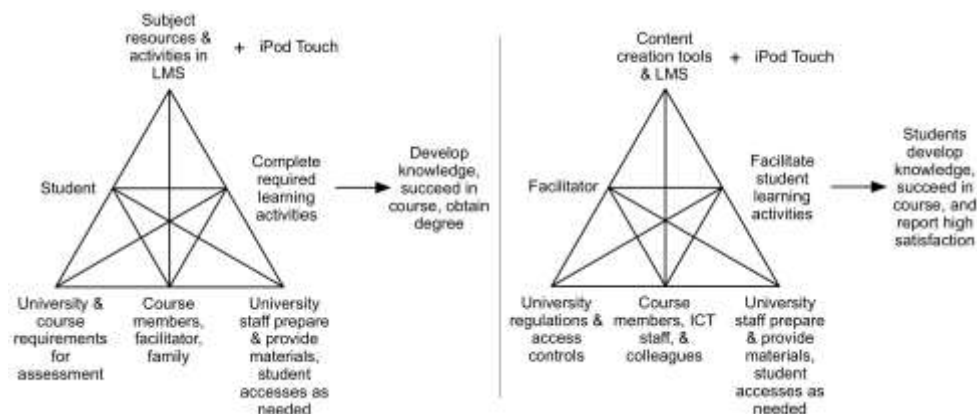 Subject
resources &
activities in
LMS
+ iPod Touch
Student
Complete
required
learning
activities
Develop
knowledge,
succeed in
course, obtain
degree
University &
course
requirements
for
assessment
Course
members,
facilitator,
family
University
staff prepare
& provide
materials,
student
accesses as
needed
Content
creation tools
& LMS
+ iPod Touch
Facilitator
Facilitate
student
learning
activities
Students
develop
knowledge,
succeed in
course, and
report high
satisfaction
University
regulations &
access
controls
Course
members, ICT
staff, &
colleagues
University
staff prepare
& provide
materials,
student
accesses as
needed